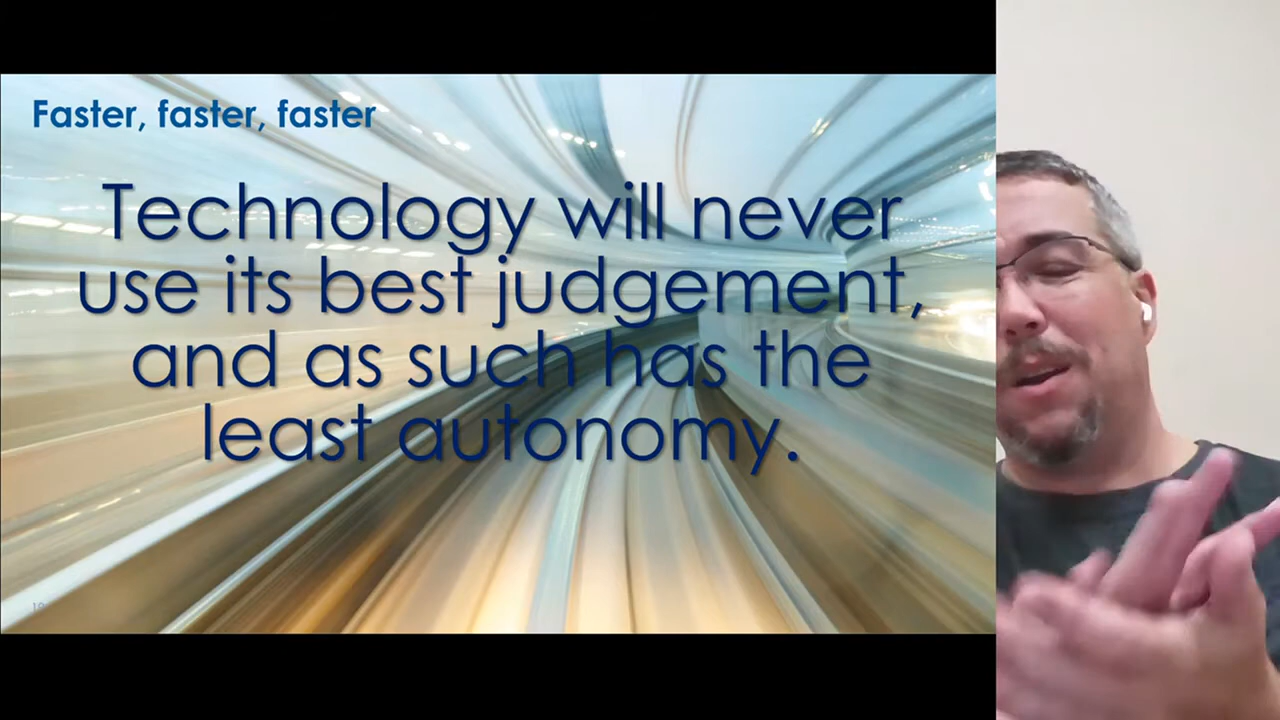 Faster, faster, faster
Technology will never
use its best judgement,
and as such has the
least autonomy.